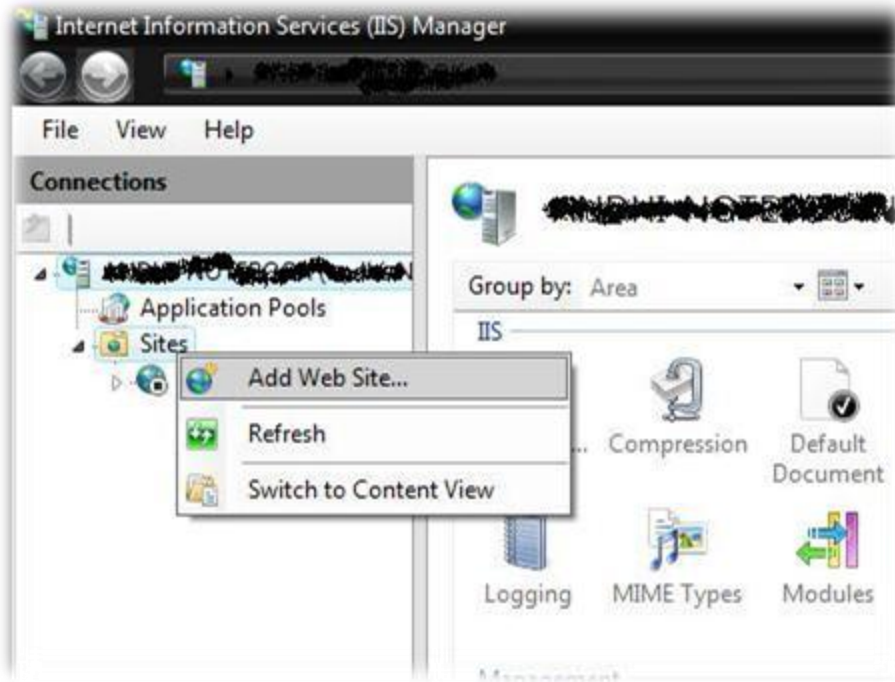 Internet Information Services (IIS) Manager
File View Help
Connections
Application Pools
Sites
Add Web Site...
Refresh
Switch to Content View
Group by: Area
IIS
... Compression Default Document
Logging MIME Types Modules
Management